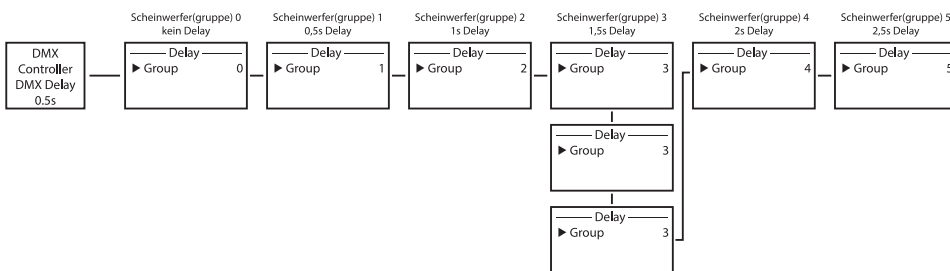 Scheinwerfer(gruppe) 0
kein Delay
Scheinwerfer(gruppe) 1
0,5s Delay
Scheinwerfer(gruppe) 2
1s Delay
Scheinwerfer(gruppe) 3
1,5s Delay
Scheinwerfer(gruppe) 4
2s Delay
Scheinwerfer(gruppe) 5
2,5s Delay
DMX
Controller
DMX Delay
0.5s
Delay
▶ Group 0
Delay
▶ Group 1
Delay
▶ Group 2
Delay
▶ Group 3
Delay
▶ Group 4
Delay
▶ Group 5
Delay
▶ Group 3
Delay
▶ Group 3